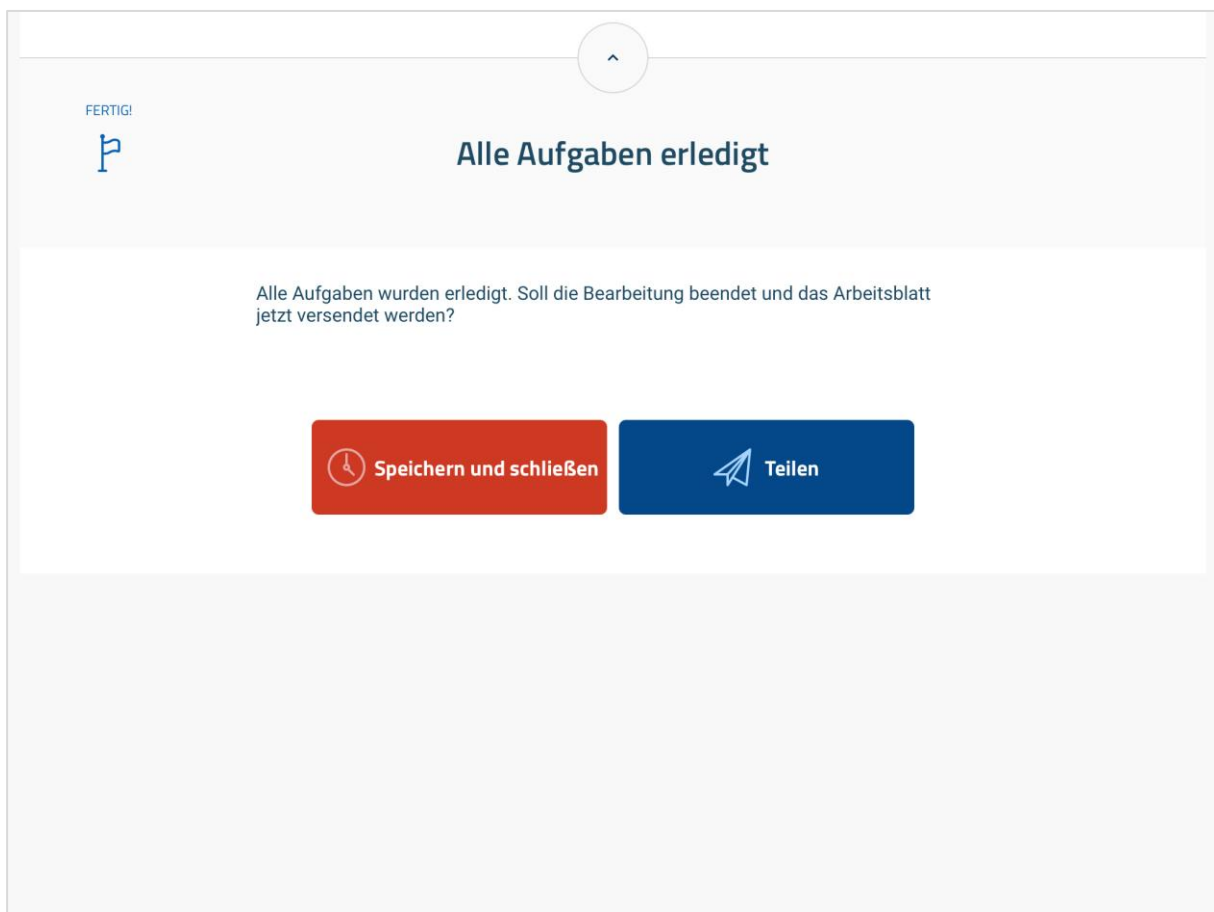 FERTIG!
Alle Aufgaben erledigt
Alle Aufgaben wurden erledigt. Soll die Bearbeitung beendet und das Arbeitsblatt
jetzt versendet werden?
Speichern und schließen
Teilen